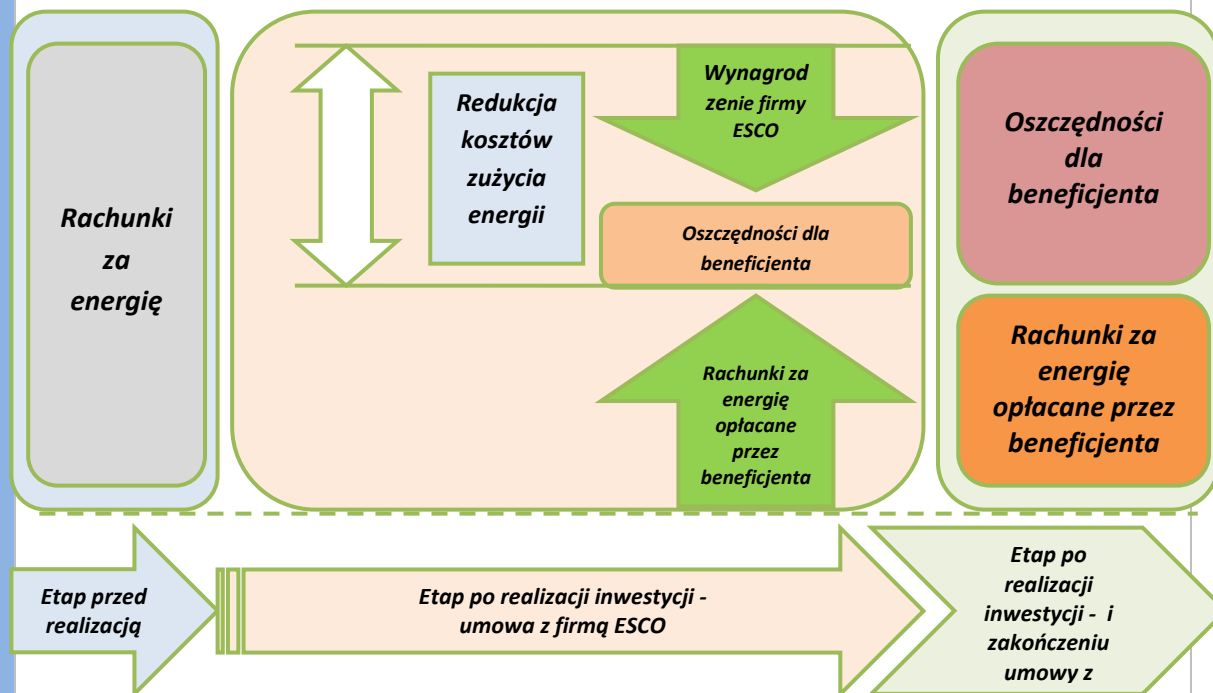 Rachunki
za
energię
Redukcja
kosztów
zużycia
energii
Wynagrod
zenie firmy
ESCO
Oszczędności dla
beneficjenta
Rachunki za
energię
opłacane
przez
beneficjenta
Oszczędności
dla
beneficjenta
Rachunki za
energię
opłacane przez
beneficjenta
Etap przed
realizacją
Etap po realizacji inwestycji -
umowa z firmą ESCO
Etap po
realizacji
inwestycji - i
zakończeniu
umowy z